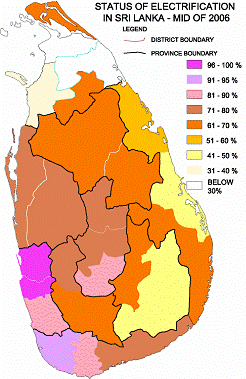 STATUS OF ELECTRIFICATION
IN SRI LANKA - MID OF 2006
LEGEND
DISTRICT BOUNDARY
PROVINCE BOUNDARY
96 - 100 %
91 - 95 %
81 - 90 %
71 - 80 %
61 - 70 %
51 - 60 %
41 - 50 %
31 - 40 %
BELOW
30%